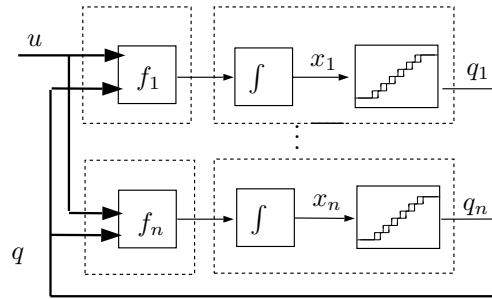 u
f₁ ∫ x₁ q₁
⋮
fₙ ∫ xₙ qₙ
q